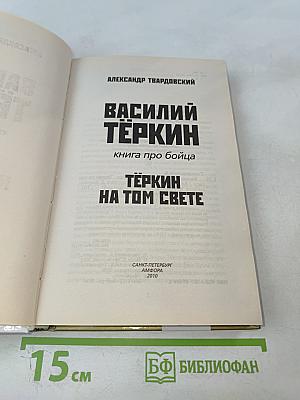 АЛЕКСАНДР ТВАРДОВСКИЙ
ВАСИЛИЙ
ТЁРКИН
книга про бойца
ТЁРКИН
НА ТОМ СВЕТЕ
САНКТ-ПЕТЕРБУРГ
АМФОРА
2010
15 см
БФ БИБЛИОФАН